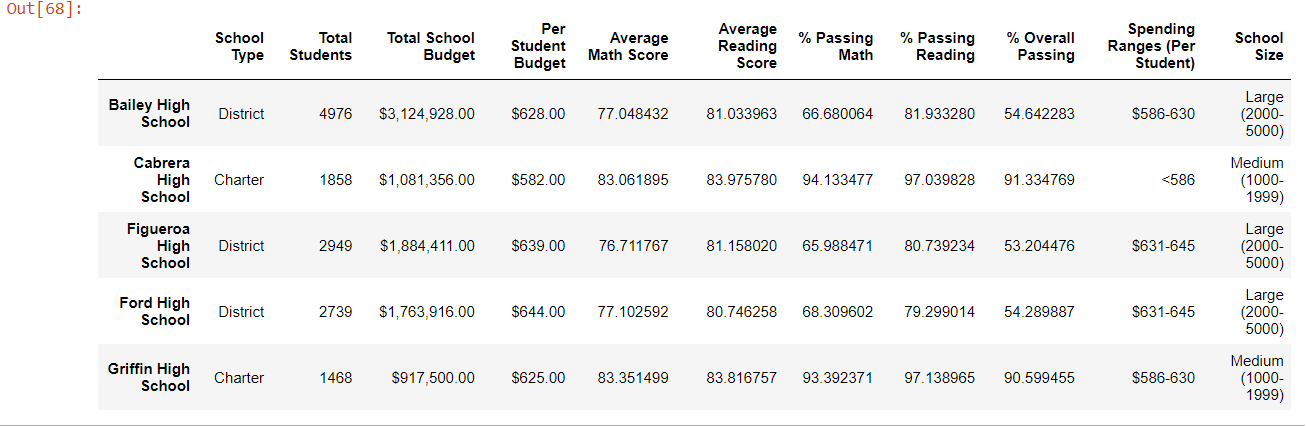 Out[68]:
School Type Total Students Total School Budget Per Student Budget Average Math Score Average Reading Score % Passing Math % Passing Reading % Overall Passing Spending Ranges (Per Student) School Size
Bailey High School District 4976 $3,124,928.00 $628.00 77.048432 81.033963 66.680064 81.933280 54.642283 $586-630 Large (2000-5000)
Cabrera High School Charter 1858 $1,081,356.00 $582.00 83.061895 83.975780 94.133477 97.039828 91.334769 <586 Medium (1000-1999)
Figueroa High School District 2949 $1,884,411.00 $639.00 76.711767 81.158020 65.988471 80.739234 53.204476 $631-645 Large (2000-5000)
Ford High School District 2739 $1,763,916.00 $644.00 77.102592 80.746258 68.309602 79.299014 54.289887 $631-645 Large (2000-5000)
Griffin High School Charter 1468 $917,500.00 $625.00 83.351499 83.816757 93.392371 97.138965 90.599455 $586-630 Medium (1000-1999)